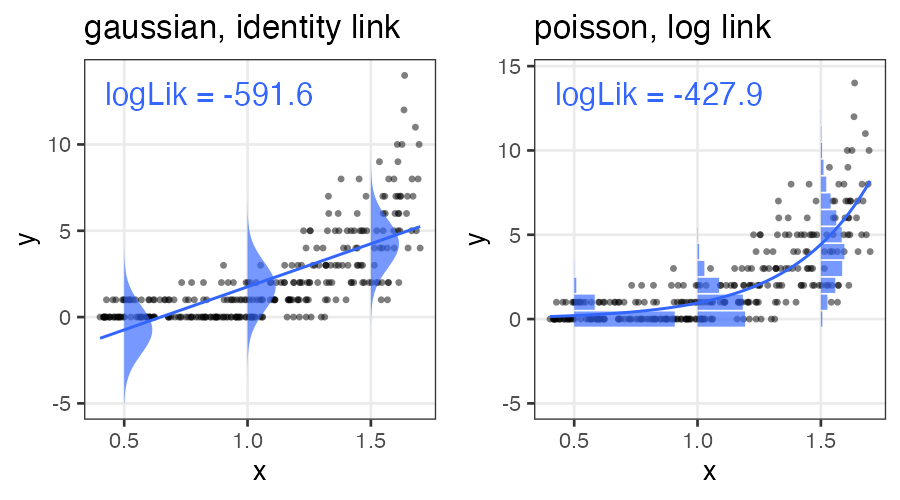 gaussian, identity link
logLik = -591.6
10
5
0
-5
0.5 1.0 1.5
x
y
poisson, log link
logLik = -427.9
15
10
5
0
-5
0.5 1.0 1.5
x
y